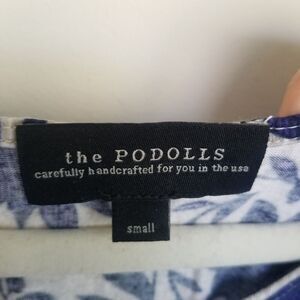 the PODOLLS
carefully handcrafted for you in the usa
small